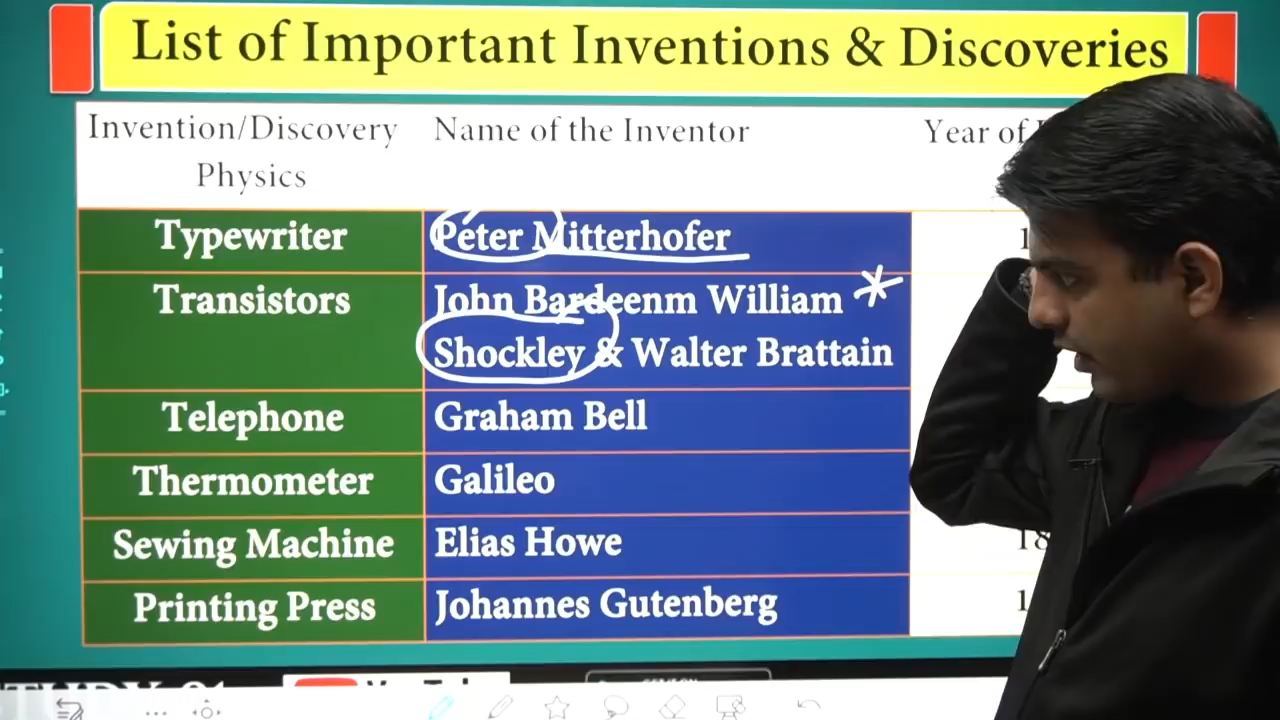 List of Important Inventions & Discoveries
Invention/Discovery Name of the Inventor Year of
Physics
Typewriter Peter Mitterhofer
Transistors John Bardeenm William
Shockley & Walter Brattain
Telephone Graham Bell
Thermometer Galileo
Sewing Machine Elias Howe
Printing Press Johannes Gutenberg